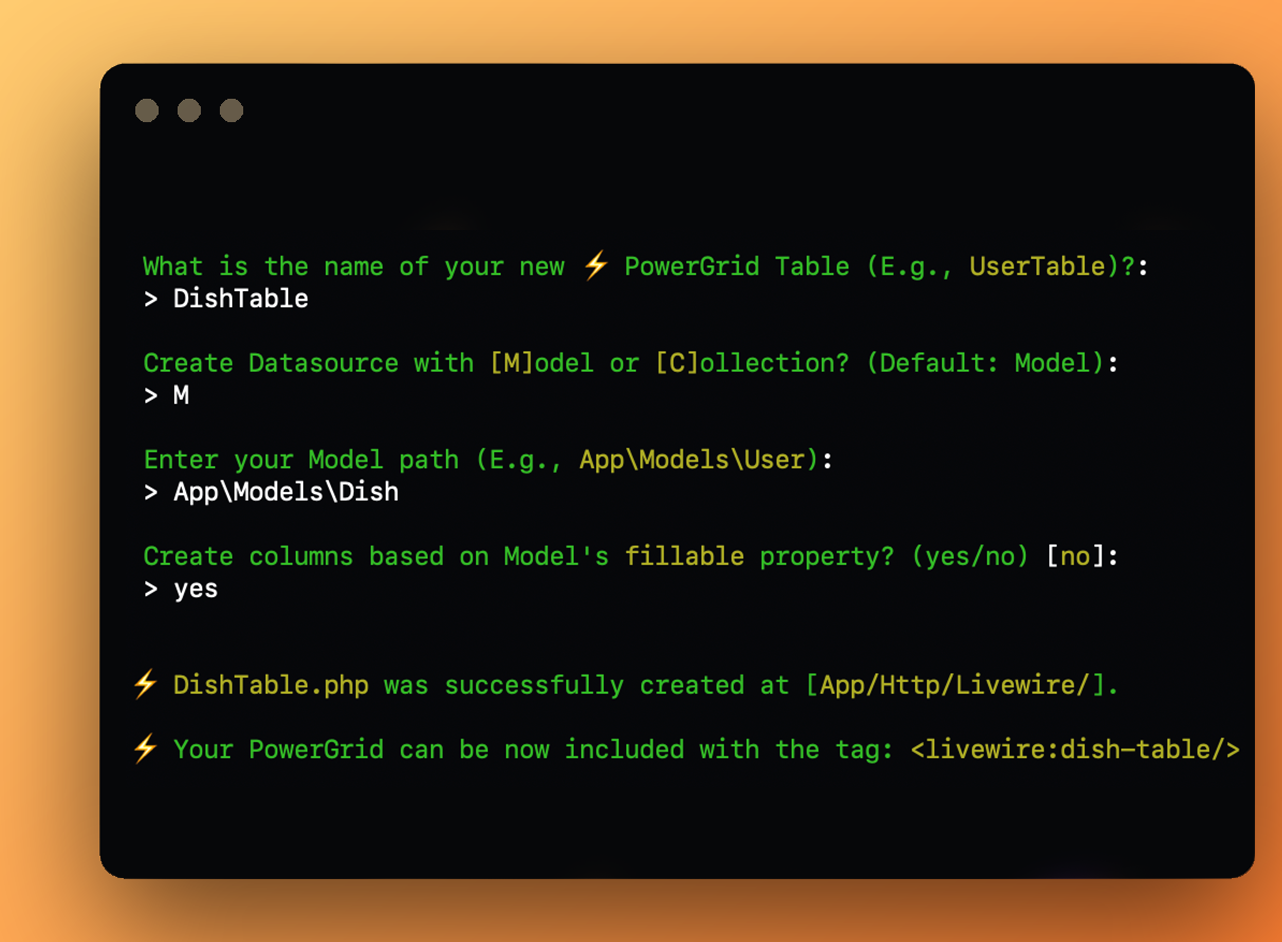 What is the name of your new ⚡ PowerGrid Table (E.g., UserTable)?:
> DishTable
Create Datasource with [M]odel or [C]ollection? (Default: Model):
> M
Enter your Model path (E.g., App\Models\User):
> App\Models\Dish
Create columns based on Model's fillable property? (yes/no) [no]:
> yes
⚡ DishTable.php was successfully created at [App/Http/Livewire/].
⚡ Your PowerGrid can be now included with the tag: <livewire:dish-table/>